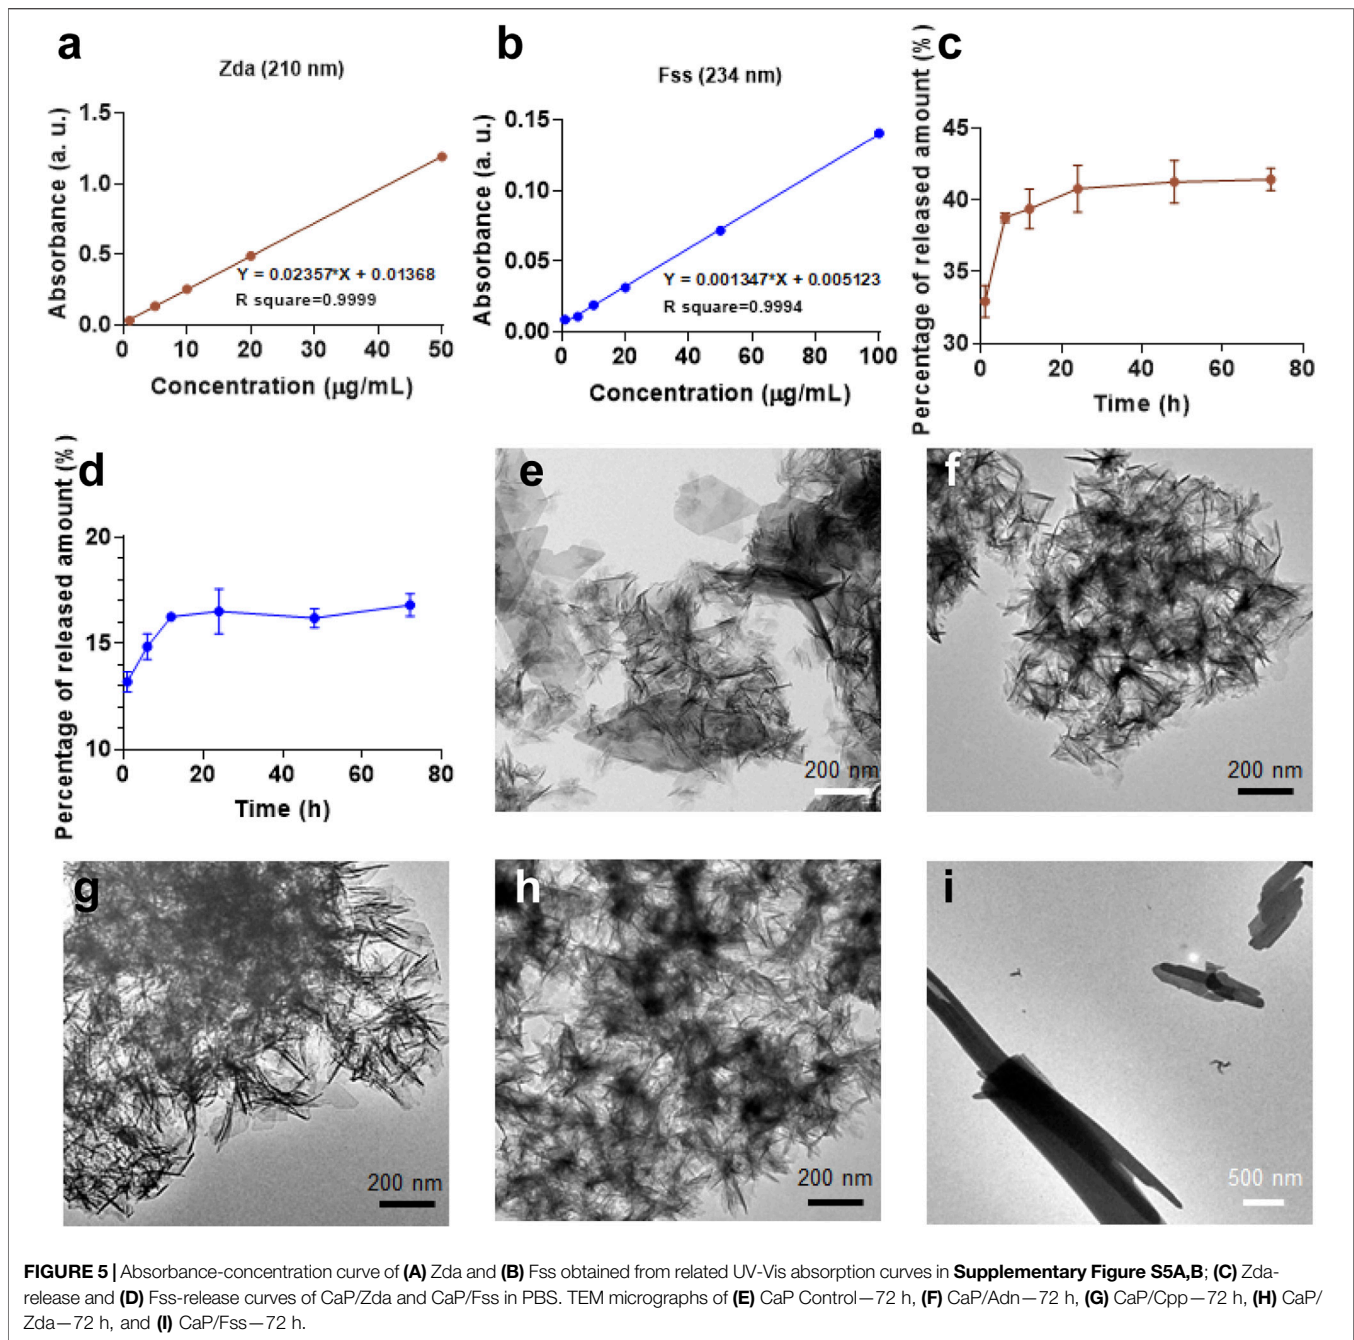 a
Zda (210 nm)
Absorbance (a. u.)
1.5
1.0
0.5
0.0
Y = 0.02357*X + 0.01368
R square=0.9999
0 10 20 30 40 50
Concentration (µg/mL)
b
Fss (234 nm)
Absorbance (a. u.)
0.15
0.10
0.05
0.00
Y = 0.001347*X + 0.005123
R square=0.9994
0 20 40 60 80 100
Concentration (µg/mL)
c
Percentage of released amount (%)
45
40
35
30
0 20 40 60 80
Time (h)
d
Percentage of released amount (%)
20
15
10
0 20 40 60 80
Time (h)
e
200 nm
f
200 nm
g
200 nm
h
200 nm
i
500 nm
FIGURE 5 | Absorbance-concentration curve of (A) Zda and (B) Fss obtained from related UV-Vis absorption curves in Supplementary Figure S5A,B; (C) Zda-
release and (D) Fss-release curves of CaP/Zda and CaP/Fss in PBS. TEM micrographs of (E) CaP Control—72 h, (F) CaP/Adn—72 h, (G) CaP/Cpp—72 h, (H) CaP/
Zda—72 h, and (I) CaP/Fss—72 h.